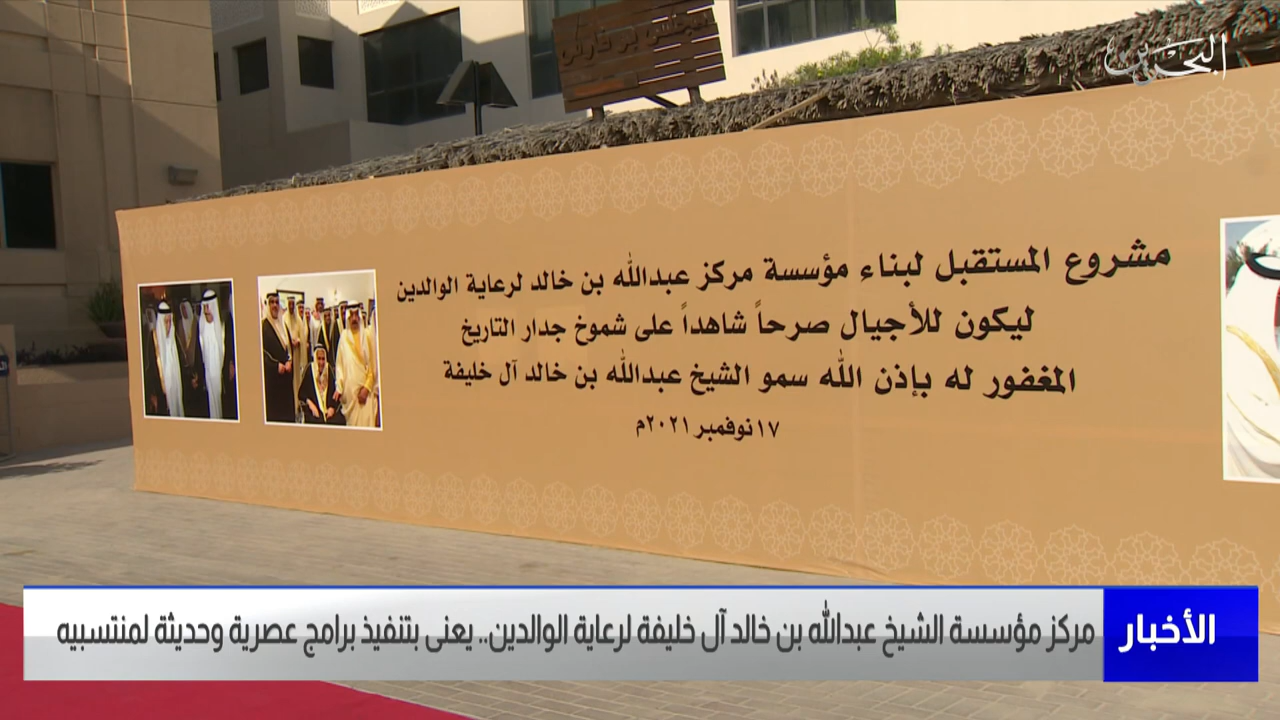 البحرين
مشروع المستقبل لبناء مؤسسة مركز عبدالله بن خالد لرعاية الوالدين
ليكون للأجيال صرحاً شاهداً على شموخ جدار التاريخ
المغفور له بإذن الله سمو الشيخ عبدالله بن خالد آل خليفة
١٧ نوفمبر ٢٠٢١م
الأخبار
مركز مؤسسة الشيخ عبدالله بن خالد آل خليفة لرعاية الوالدين.. يعنى بتنفيذ برامج عصرية وحديثة لمنتسبيه